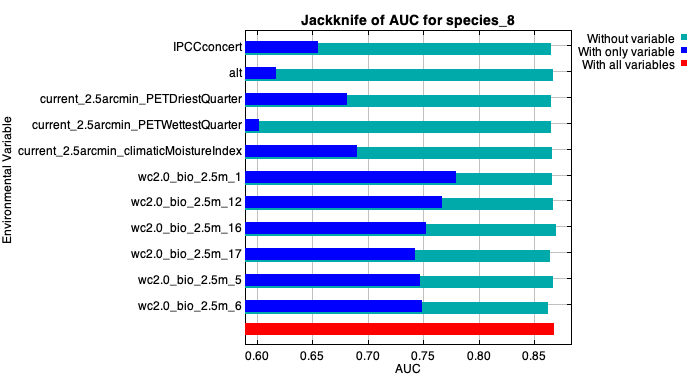 Jackknife of AUC for species_8
Without variable
With only variable
With all variables
Environmental Variable
IPCCconcert
alt
current_2.5arcmin_PETDriestQuarter
current_2.5arcmin_PETWettestQuarter
current_2.5arcmin_climaticMoistureIndex
wc2.0_bio_2.5m_1
wc2.0_bio_2.5m_12
wc2.0_bio_2.5m_16
wc2.0_bio_2.5m_17
wc2.0_bio_2.5m_5
wc2.0_bio_2.5m_6
0.60 0.65 0.70 0.75 0.80 0.85
AUC